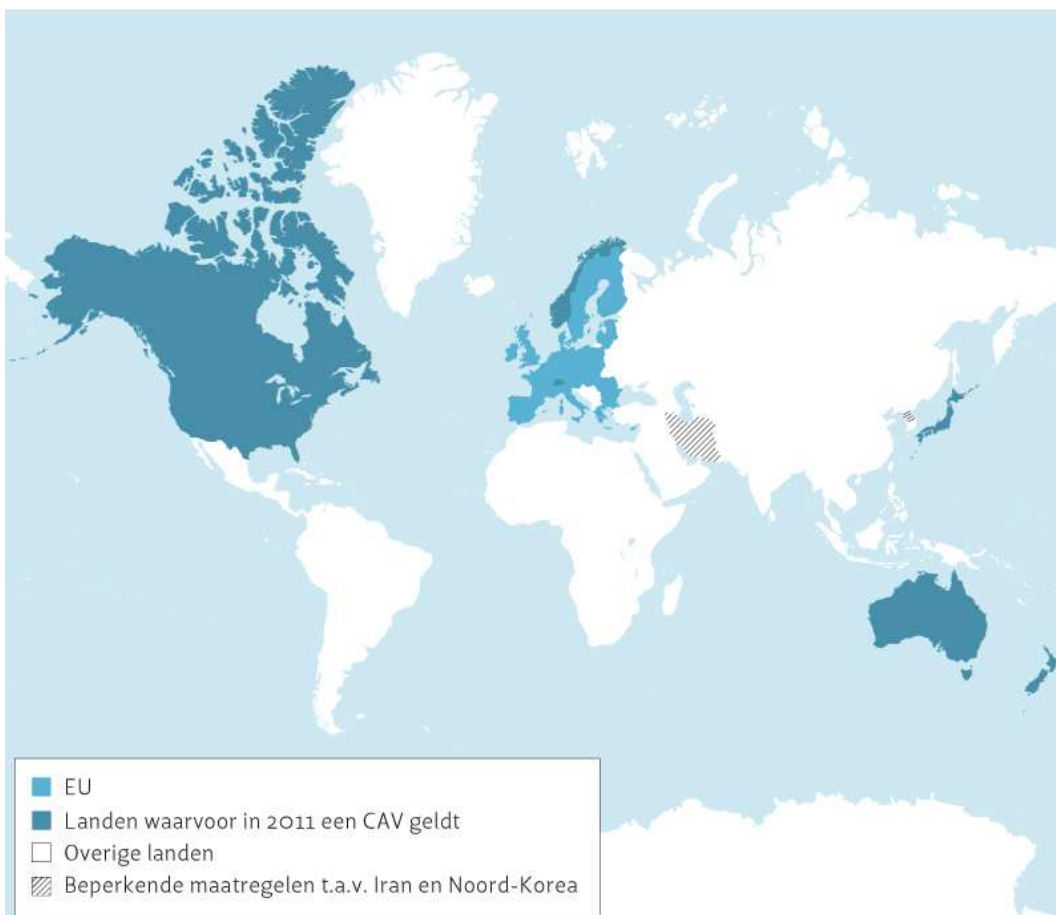 EU
Landen waarvoor in 2011 een CAV geldt
Overige landen
Beperkende maatregelen t.a.v. Iran en Noord-Korea